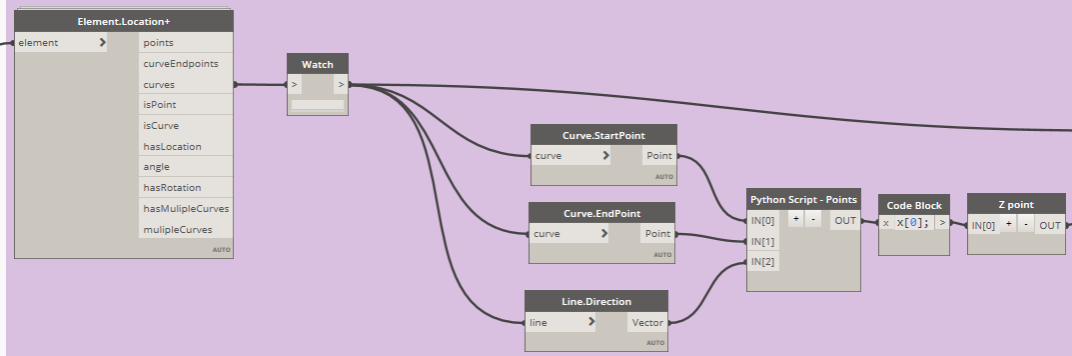 Element.Location+
element >
points
curveEndpoints
curves
isPoint
isCurve
hasLocation
angle
hasRotation
hasMulipleCurves
mulipleCurves
AUTO
Watch
> >
Curve.StartPoint
curve > Point
AUTO
Curve.EndPoint
curve > Point
AUTO
Line.Direction
line > Vector
AUTO
Python Script - Points
IN[0] + - OUT
IN[1]
IN[2]
Code Block
x x[0]; >
Z point
IN[0] + - OUT